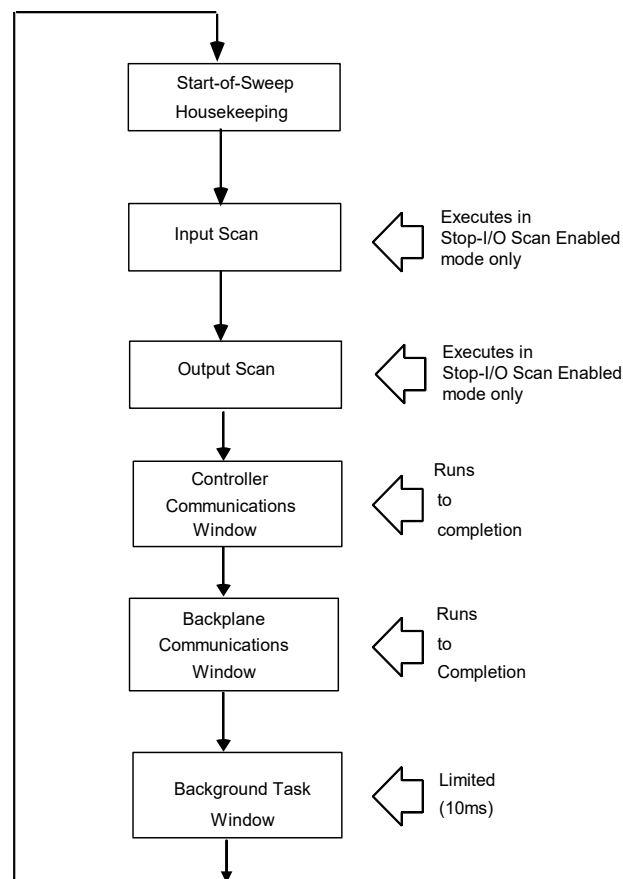 Start-of-Sweep
Housekeeping
Input Scan
Executes in
Stop-I/O Scan Enabled
mode only
Output Scan
Executes in
Stop-I/O Scan Enabled
mode only
Controller
Communications
Window
Runs
to
completion
Backplane
Communications
Window
Runs
to
Completion
Background Task
Window
Limited
(10ms)